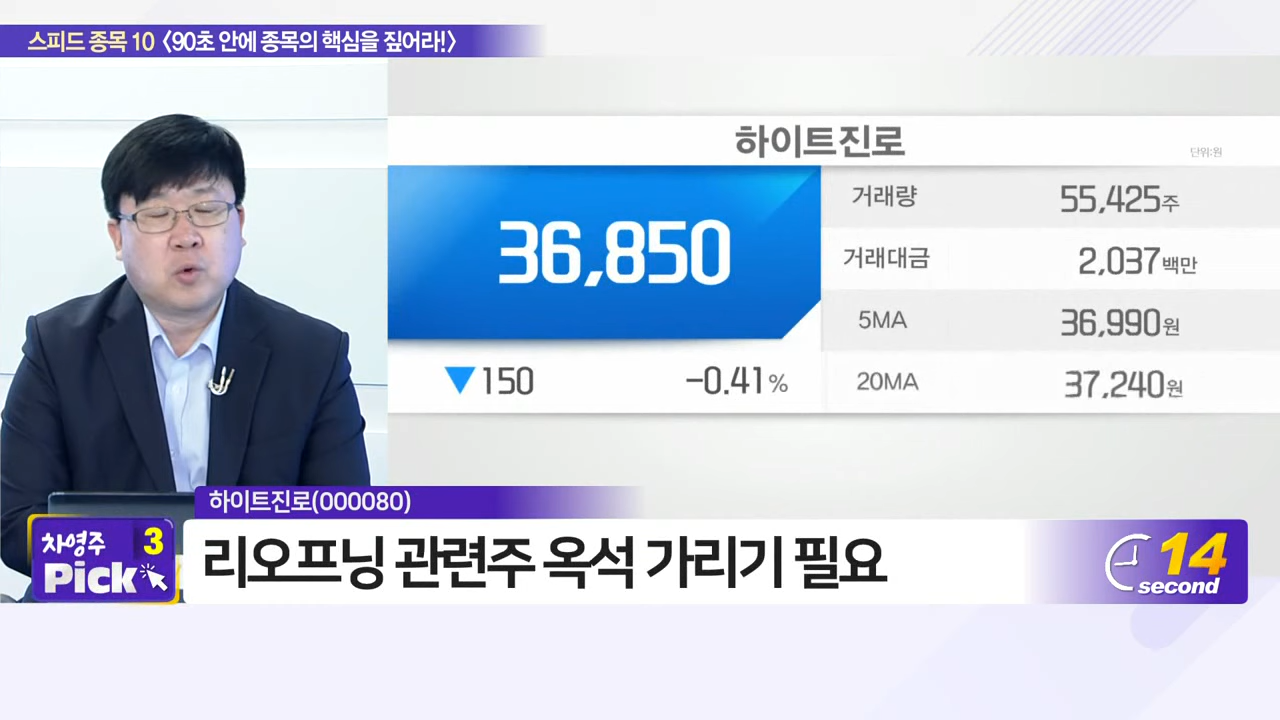 스피드 종목 10 〈90초 안에 종목의 핵심을 짚어라!〉
하이트진로
단위:원
36,850
▼150 -0.41%
거래량 55,425주
거래대금 2,037백만
5MA 36,990원
20MA 37,240원
하이트진로(000080)
차영주 3
Pick
리오프닝 관련주 옥석 가리기 필요
14
second